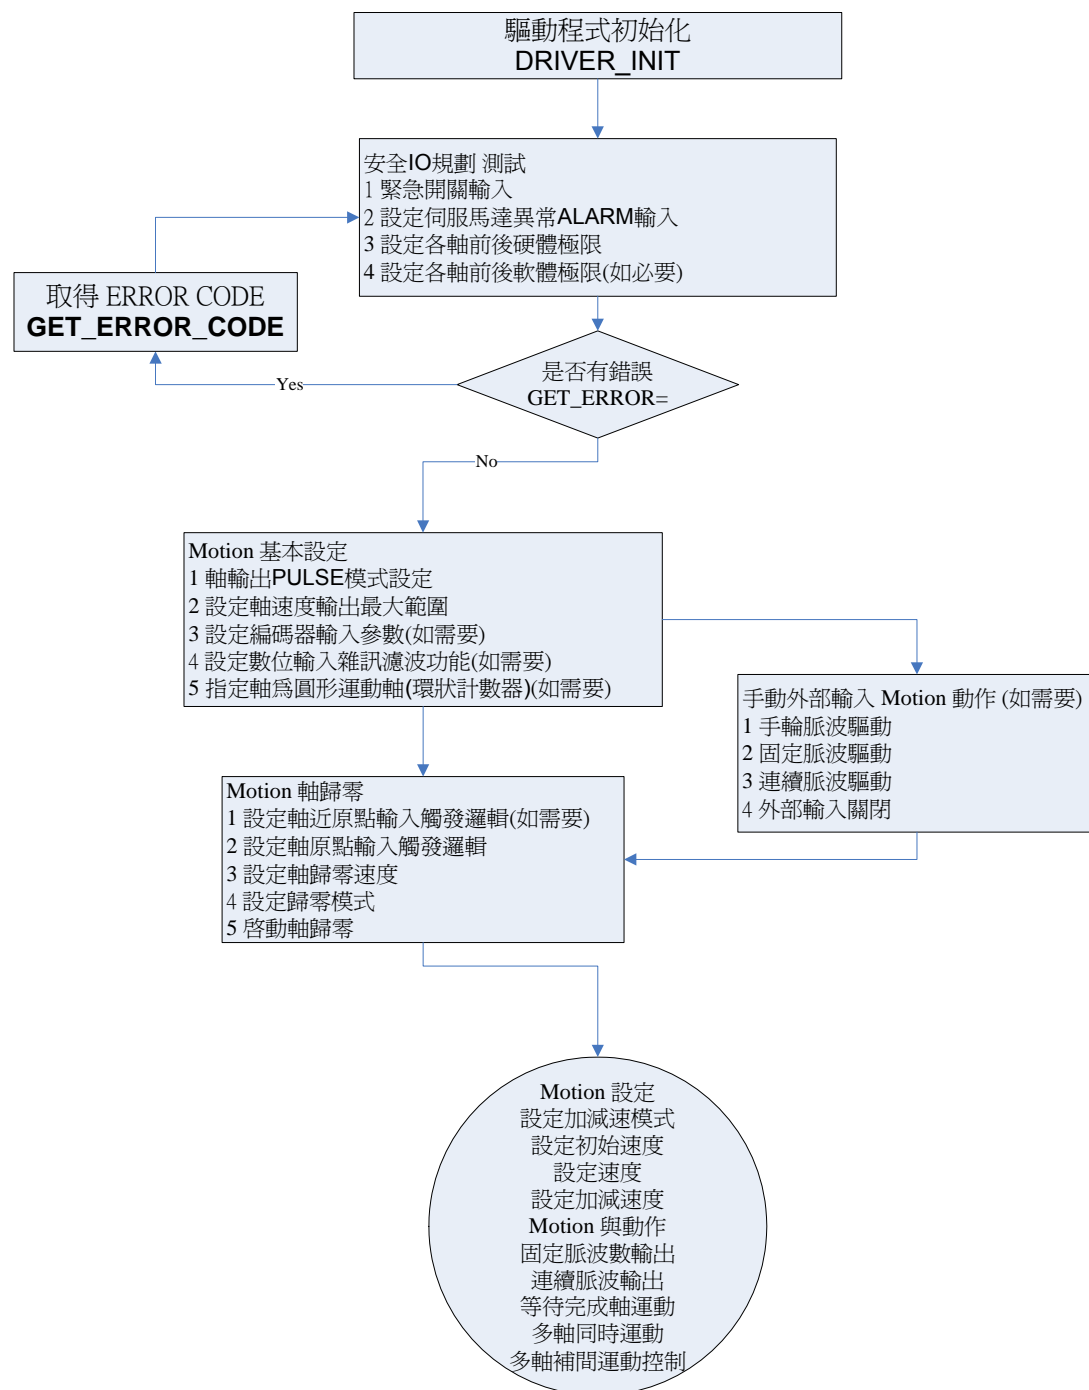 驅動程式初始化
DRIVER_INIT
安全IO規劃 測試
1 緊急開關輸入
2 設定伺服馬達異常ALARM輸入
3 設定各軸前後硬體極限
4 設定各軸前後軟體極限(如必要)
取得 ERROR CODE
GET_ERROR_CODE
是否有錯誤
GET_ERROR=
Yes
No
Motion 基本設定
1 軸輸出PULSE模式設定
2 設定軸速度輸出最大範圍
3 設定編碼器輸入參數(如需要)
4 設定數位輸入雜訊濾波功能(如需要)
5 指定軸為圓形運動軸(環狀計數器)(如需要)
手動外部輸入 Motion 動作 (如需要)
1 手輪脈波驅動
2 固定脈波驅動
3 連續脈波驅動
4 外部輸入關閉
Motion 軸歸零
1 設定軸近原點輸入觸發邏輯(如需要)
2 設定軸原點輸入觸發邏輯
3 設定軸歸零速度
4 設定歸零模式
5 啓動軸歸零
Motion 設定
設定加減速模式
設定初始速度
設定速度
設定加減速度
Motion 與動作
固定脈波數輸出
連續脈波輸出
等待完成軸運動
多軸同時運動
多軸補間運動控制